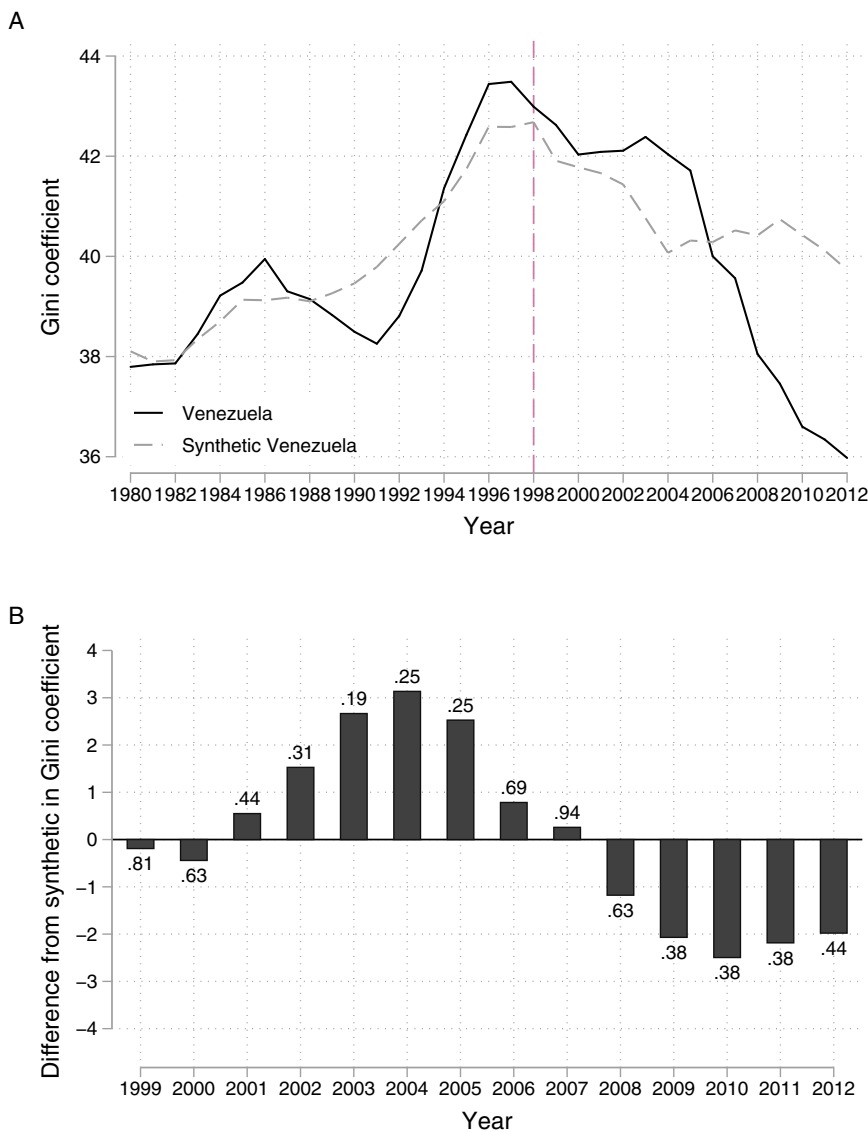 A
44
42
40
38
36
Gini coefficient
Venezuela
Synthetic Venezuela
1980 1982 1984 1986 1988 1990 1992 1994 1996 1998 2000 2002 2004 2006 2008 2010 2012
Year
B
4
3
2
1
0
−1
−2
−3
−4
Difference from synthetic in Gini coefficient
.81
.63
.44
.31
.19
.25
.25
.69
.94
.63
.38
.38
.38
.44
1999 2000 2001 2002 2003 2004 2005 2006 2007 2008 2009 2010 2011 2012
Year